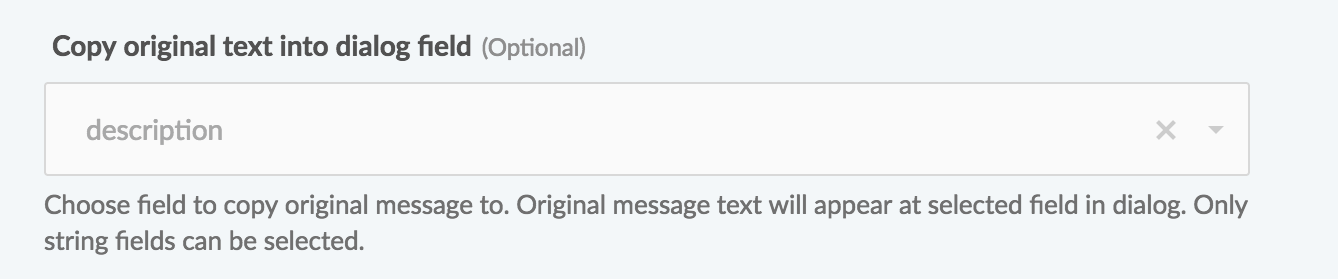 Copy original text into dialog field (Optional)
description
Choose field to copy original message to. Original message text will appear at selected field in dialog. Only
string fields can be selected.